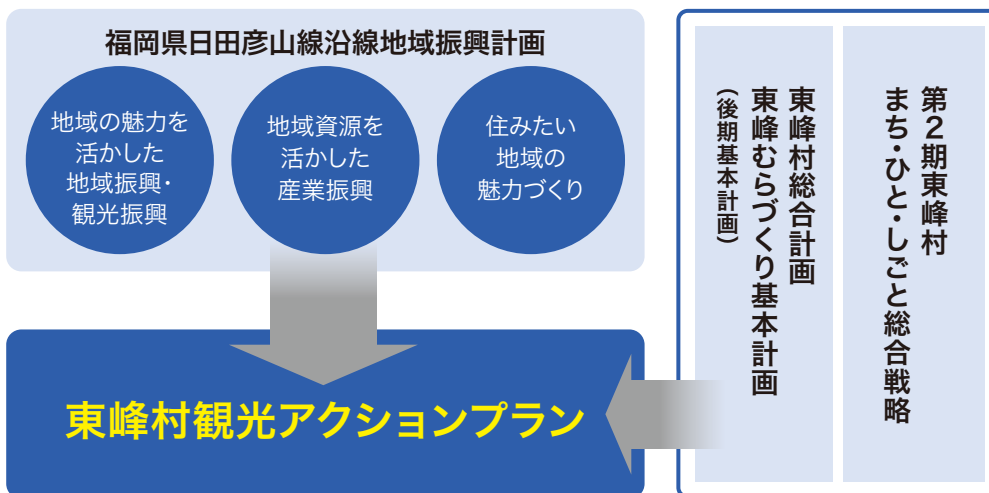 福岡県日田彦山線沿線地域振興計画
地域の魅力を
活かした
地域振興・
観光振興
地域資源を
活かした
産業振興
住みたい
地域の
魅力づくり
第2期東峰村
まち・ひと・しごと総合戦略
東峰村総合計画
東峰むらづくり基本計画
(後期基本計画)
東峰村観光アクションプラン